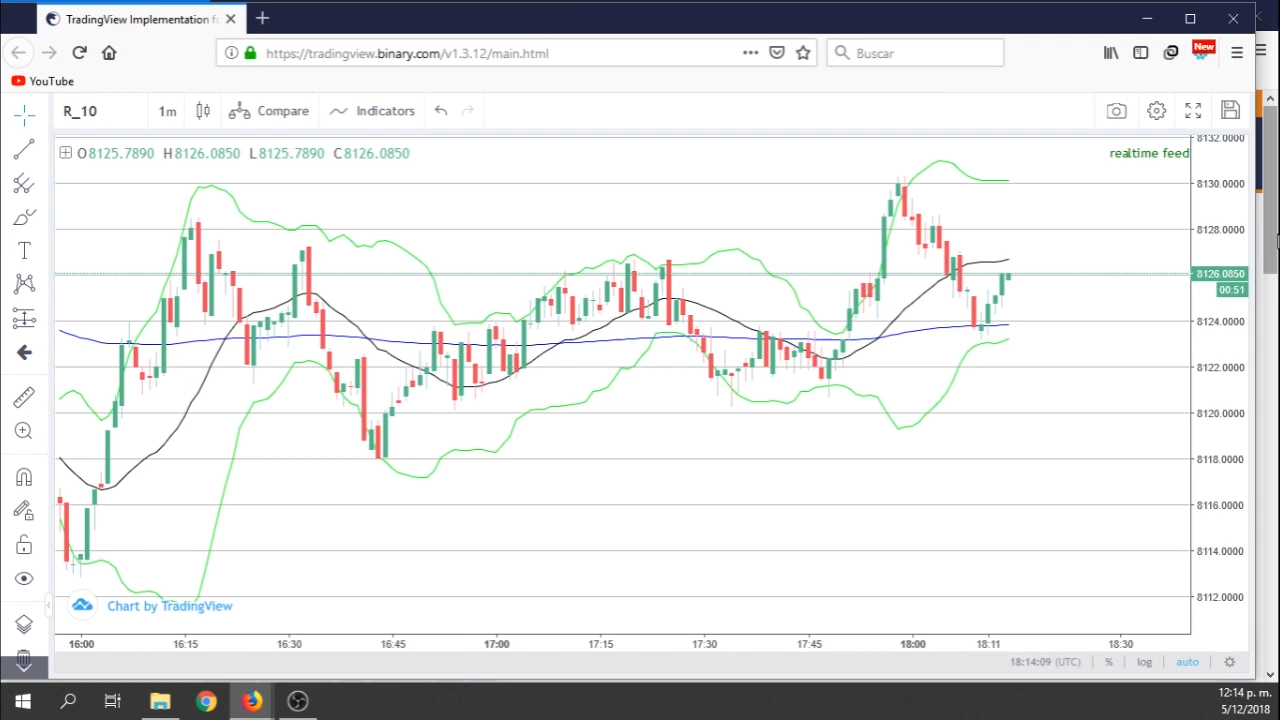 TradingView Implementation fo
https://tradingview.binary.com/v1.3.12/main.html
Buscar
New
YouTube
R_10
1m
Compare
Indicators
O8125.7890 H8126.0850 L8125.7890 C8126.0850
realtime feed
8132.0000
8130.0000
8128.0000
8126.0850
00:51
8124.0000
8122.0000
8120.0000
8118.0000
8116.0000
8114.0000
8112.0000
Chart by TradingView
16:00 16:15 16:30 16:45 17:00 17:15 17:30 17:45 18:00 18:11 18:30
18:14:09 (UTC) % log auto
12:14 p. m.
5/12/2018